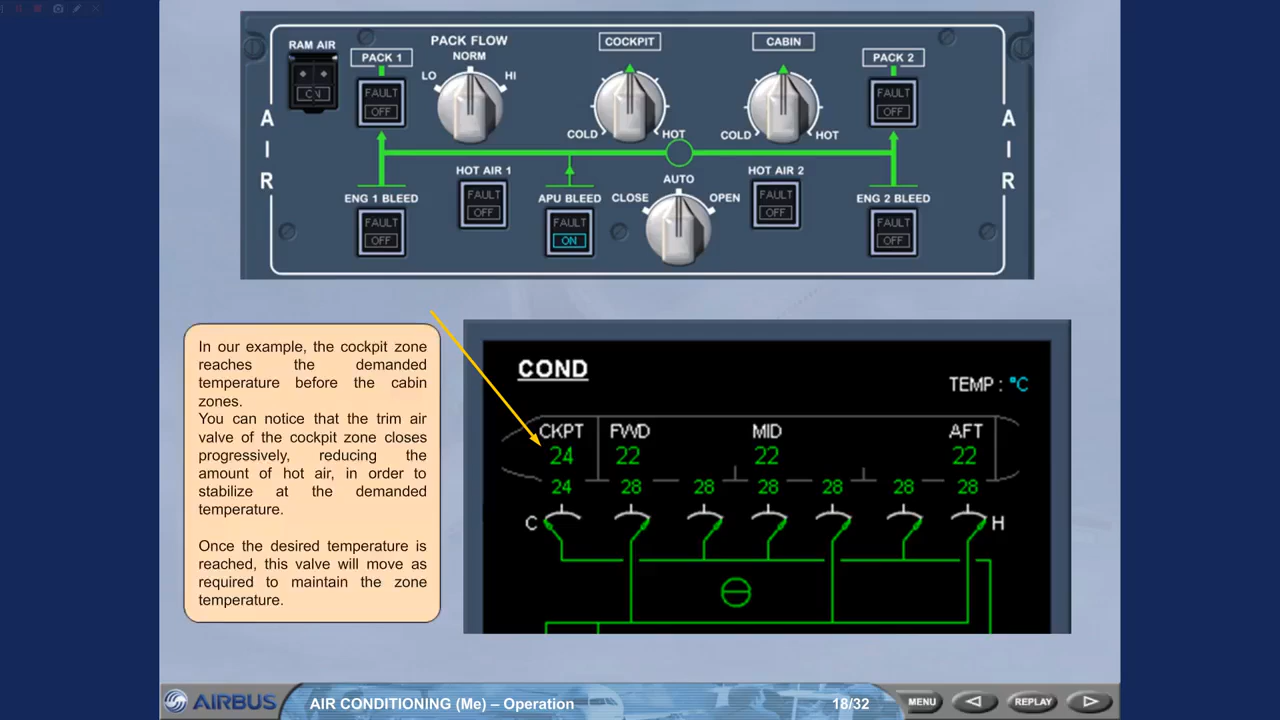 RAM AIR
ON
PACK 1
FAULT
OFF
PACK FLOW
NORM
LO
HI
COCKPIT
COLD
HOT
CABIN
COLD
HOT
PACK 2
FAULT
OFF
A
I
R
A
I
R
ENG 1 BLEED
FAULT
OFF
HOT AIR 1
FAULT
OFF
APU BLEED
FAULT
ON
AUTO
CLOSE
OPEN
HOT AIR 2
FAULT
OFF
ENG 2 BLEED
FAULT
OFF
In our example, the cockpit zone
reaches the demanded
temperature before the cabin
zones.
You can notice that the trim air
valve of the cockpit zone closes
progressively, reducing the
amount of hot air, in order to
stabilize at the demanded
temperature.
Once the desired temperature is
reached, this valve will move as
required to maintain the zone
temperature.
COND
TEMP : °C
CKPT FWD MID AFT
24 22 22 22
24 28 28 28 28 28 28
C H
AIRBUS
AIR CONDITIONING (Me) – Operation
18/32
MENU
REPLAY